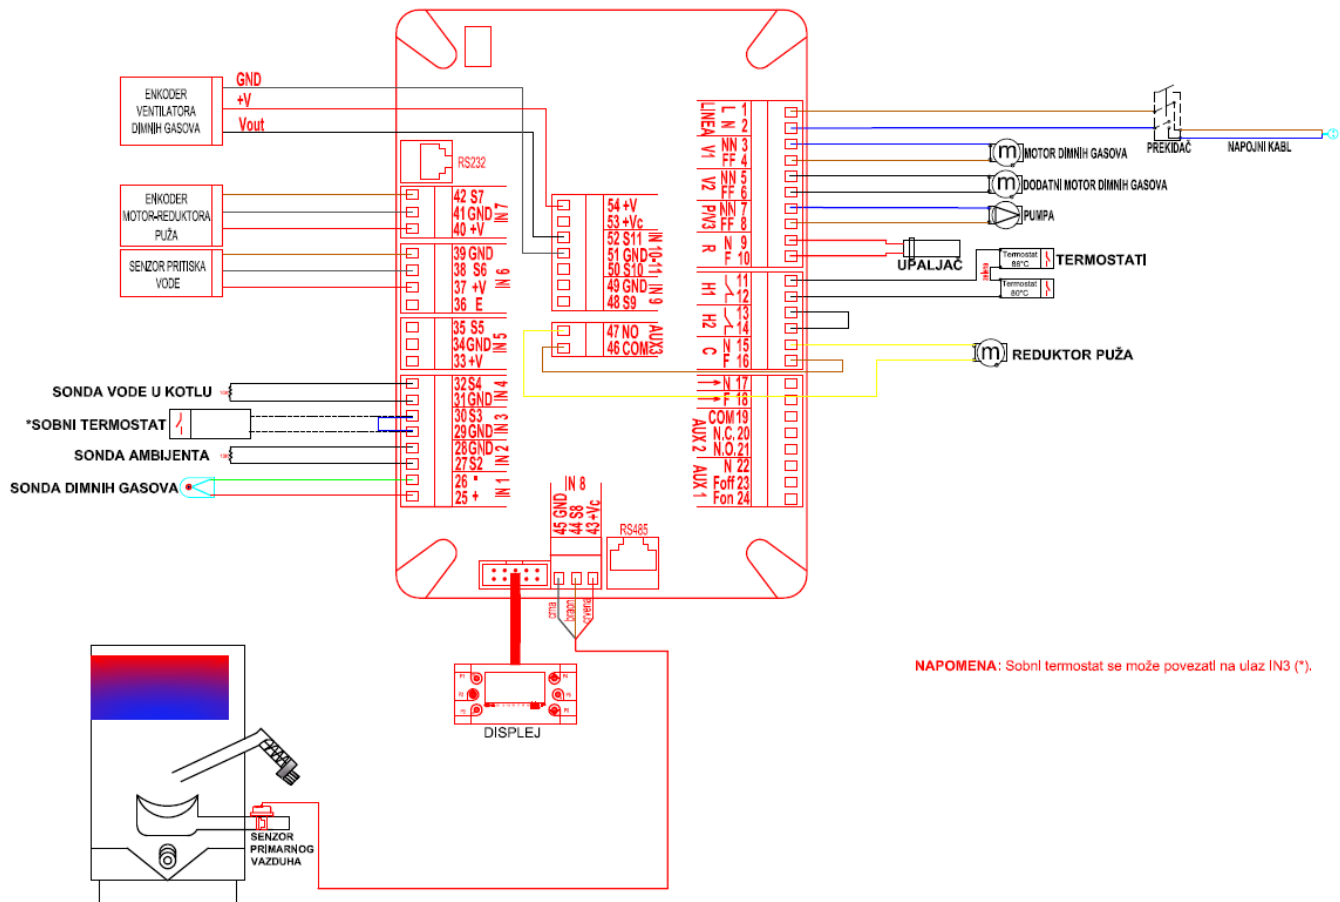 ENKODER
VENTILATORA
DIMNIH GASOVA
GND
+V
Vout
ENKODER
MOTOR-REDUKTORA
PUŽA
SENZOR PRITISKA
VODE
SONDA VODE U KOTLU
*SOBNI TERMOSTAT
SONDA AMBIJENTA
SONDA DIMNIH GASOVA
RS232
42 S7
41 GND
40 +V
IN 7
39 GND
38 S6
37 +V
36 E
IN 6
35 S5
34 GND
33 +V
IN 5
32 S4
31 GND
IN 4
30 S3
29 GND
IN 3
28 GND
27 S2
IN 2
26 -
25 +
IN 1
54 +V
53 +Vc
52 S11
51 GND
50 S10
IN 10-11
49 GND
48 S9
IN 9
47 NO
46 COM
AUX3
LINEA
L 1
N 2
V1
NN 3
FF 4
V2
NN 5
FF 6
P/V3
NN 7
FF 8
R
N 9
F 10
H1
11
12
H2
13
14
C
N 15
F 16
N 17
F 18
AUX 2
COM 19
N.C. 20
N.O. 21
AUX 1
N 22
Foff 23
Fon 24
PREKIDAČ
NAPOJNI KABL
MOTOR DIMNIH GASOVA
m
DODATNI MOTOR DIMNIH GASOVA
m
PUMPA
UPALJAČ
Termostat
88°C
TERMOSTATI
Termostat
80°C
m
REDUKTOR PUŽA
IN 8
45 GND
44 S8
43 +Vc
RS485
crna
braon
crvena
DISPLEJ
NAPOMENA: Sobni termostat se može povezati na ulaz IN3 (*).
SENZOR
PRIMARNOG
VAZDUHA